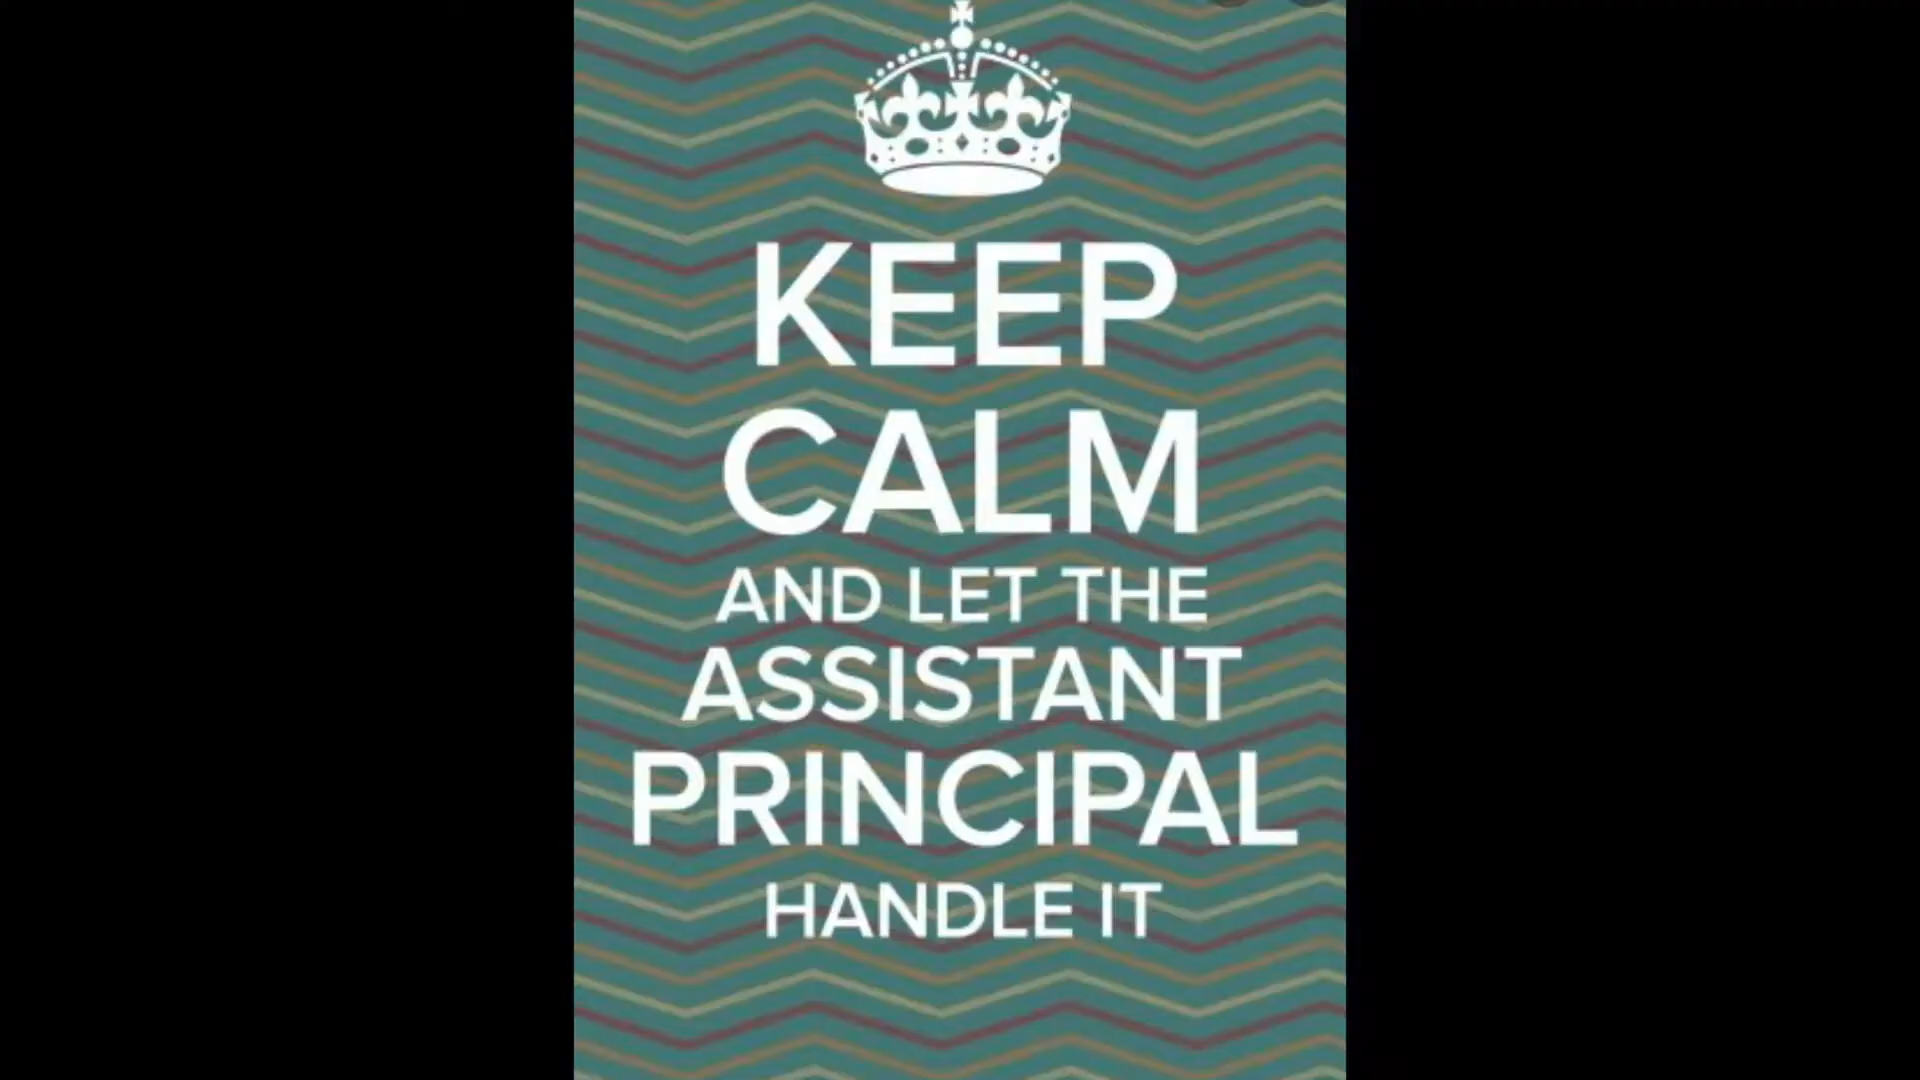 KEEP
CALM
AND LET THE
ASSISTANT
PRINCIPAL
HANDLE IT